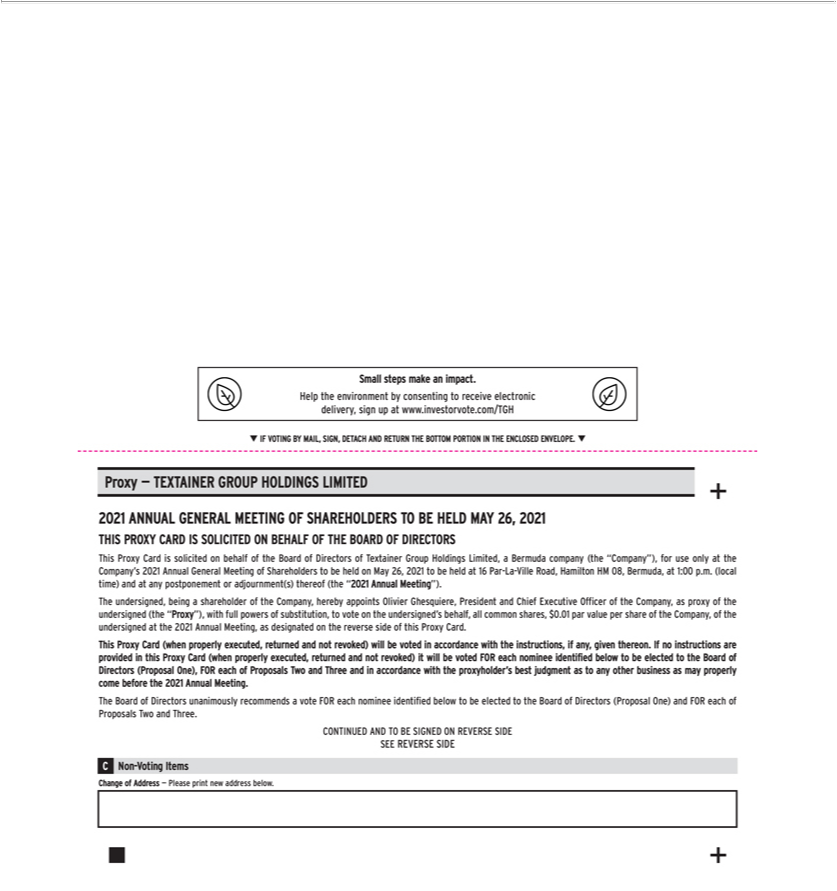 Small steps make an impact.
Help the environment by consenting to receive electronic
delivery, sign up at www.investorvote.com/TGH
▼ IF VOTING BY MAIL, SIGN, DETACH AND RETURN THE BOTTOM PORTION IN THE ENCLOSED ENVELOPE. ▼
Proxy — TEXTAINER GROUP HOLDINGS LIMITED
2021 ANNUAL GENERAL MEETING OF SHAREHOLDERS TO BE HELD MAY 26, 2021
THIS PROXY CARD IS SOLICITED ON BEHALF OF THE BOARD OF DIRECTORS
This Proxy Card is solicited on behalf of the Board of Directors of Textainer Group Holdings Limited, a Bermuda company (the “Company”), for use only at the
Company's 2021 Annual General Meeting of Shareholders to be held on May 26, 2021 to be held at 16 Par-La-Ville Road, Hamilton HM 08, Bermuda, at 1:00 p.m. (local
time) and at any postponement or adjournment(s) thereof (the “2021 Annual Meeting”).
The undersigned, being a shareholder of the Company, hereby appoints Olivier Ghesquiere, President and Chief Executive Officer of the Company, as proxy of the
undersigned (the “Proxy”), with full powers of substitution, to vote on the undersigned's behalf, all common shares, $0.01 par value per share of the Company, of the
undersigned at the 2021 Annual Meeting, as designated on the reverse side of this Proxy Card.
This Proxy Card (when properly executed, returned and not revoked) will be voted in accordance with the instructions, if any, given thereon. If no instructions are
provided in this Proxy Card (when properly executed, returned and not revoked) it will be voted FOR each nominee identified below to be elected to the Board of
Directors (Proposal One), FOR each of Proposals Two and Three and in accordance with the proxyholder's best judgment as to any other business as may properly
come before the 2021 Annual Meeting.
The Board of Directors unanimously recommends a vote FOR each nominee identified below to be elected to the Board of Directors (Proposal One) and FOR each of
Proposals Two and Three.
CONTINUED AND TO BE SIGNED ON REVERSE SIDE
SEE REVERSE SIDE
C Non-Voting Items
Change of Address — Please print new address below.